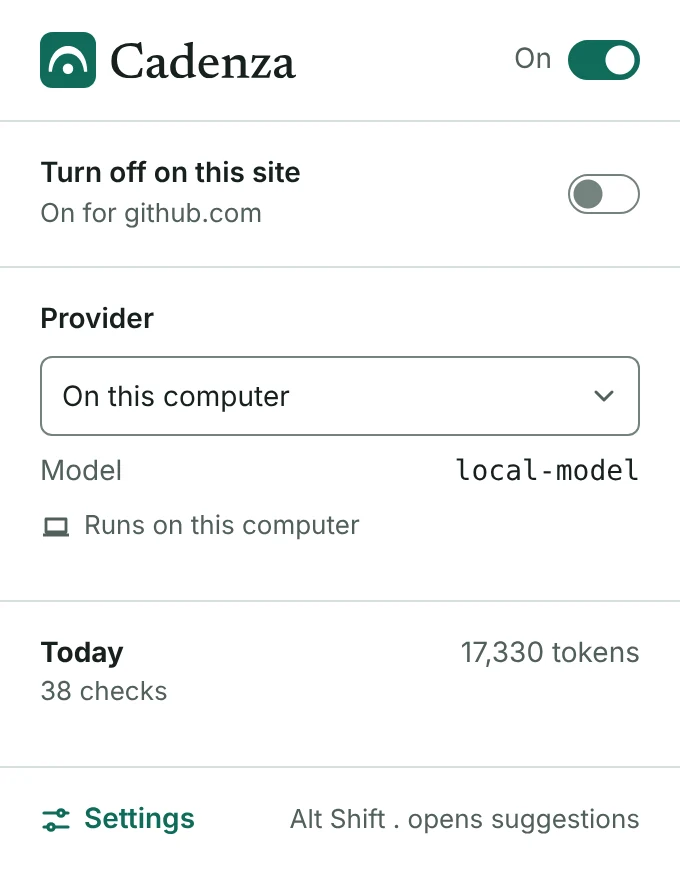 Cadenza
On
Turn off on this site
On for github.com
Provider
On this computer
Model local-model
Runs on this computer
Today 17,330 tokens
38 checks
Settings Alt Shift . opens suggestions